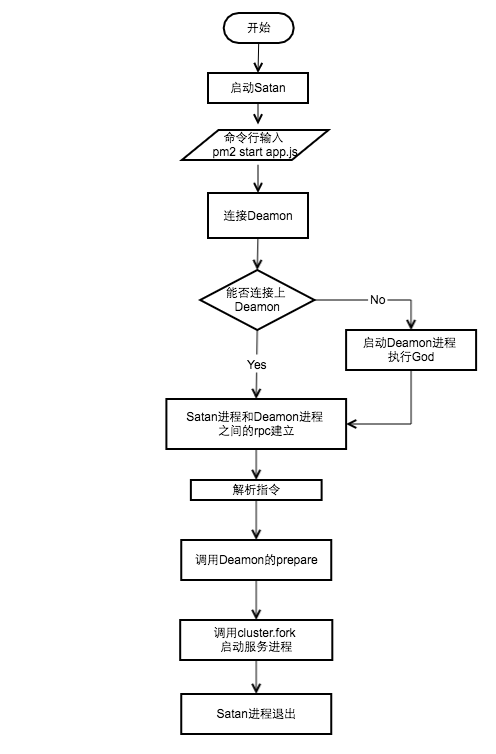 开始
启动Satan
命令行输入
pm2 start app.js
连接Deamon
能否连接上
Deamon
No
启动Deamon进程
执行God
Yes
Satan进程和Deamon进程
之间的rpc建立
解析指令
调用Deamon的prepare
调用cluster.fork
启动服务进程
Satan进程退出